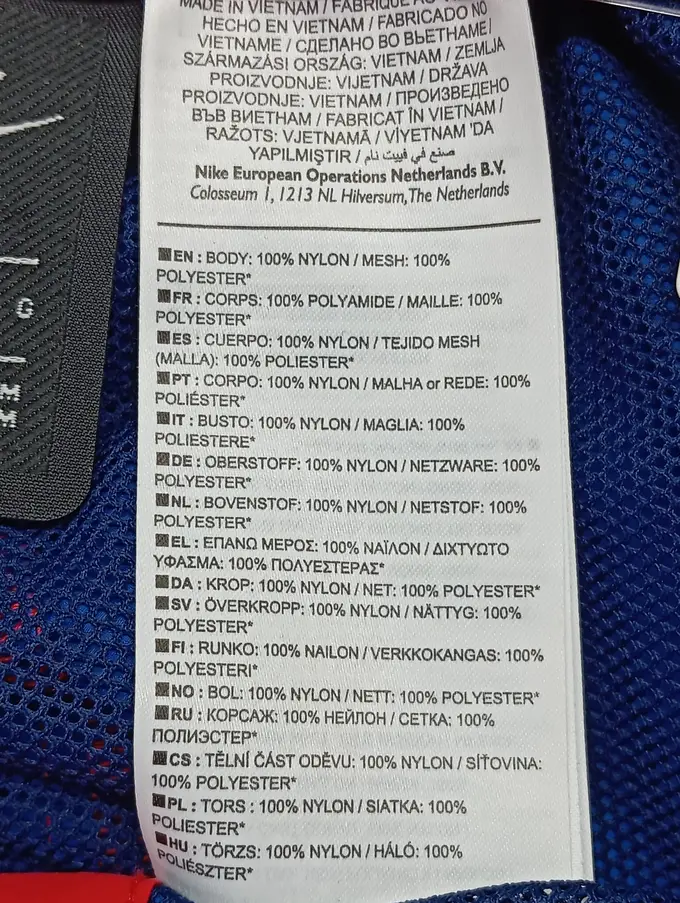 MADE IN VIETNAM / FABRIQUÉ AU
HECHO EN VIETNAM / FABRICADO NO
VIETNAME / СДЕЛАНО ВО ВЬЕТНАМЕ/
SZÁRMAZÁSI ORSZÁG: VIETNAM / ZEMLJA
PROIZVODNJE: VIJETNAM / DRŽAVA
PROIZVODNJE: VIETNAM / ПРОИЗВЕДЕНО
ВЪВ ВИЕТНАМ / FABRICAT ÎN VIETNAM /
RAŽOTS: VJETNAMĀ / VİYETNAM 'DA
YAPILMIŞTIR / صنع في فييت نام
Nike European Operations Netherlands B.V.
Colosseum 1, 1213 NL Hilversum, The Netherlands
EN : BODY: 100% NYLON / MESH: 100%
POLYESTER*
FR : CORPS: 100% POLYAMIDE / MAILLE: 100%
POLYESTER*
ES : CUERPO: 100% NYLON / TEJIDO MESH
(MALLA): 100% POLIESTER*
PT : CORPO: 100% NYLON / MALHA or REDE: 100%
POLIÉSTER*
IT : BUSTO: 100% NYLON / MAGLIA: 100%
POLIESTERE*
DE : OBERSTOFF: 100% NYLON / NETZWARE: 100%
POLYESTER*
NL : BOVENSTOF: 100% NYLON / NETSTOF: 100%
POLYESTER*
EL : ΕΠΑΝΩ ΜΕΡΟΣ: 100% ΝΑΪΛΟΝ / ΔΙΧΤΥΩΤΟ
ΥΦΑΣΜΑ: 100% ΠΟΛΥΕΣΤΕΡΑΣ*
DA : KROP: 100% NYLON / NET: 100% POLYESTER*
SV : ÖVERKROPP: 100% NYLON / NÄTTYG: 100%
POLYESTER*
FI : RUNKO: 100% NAILON / VERKKOKANGAS: 100%
POLYESTERI*
NO : BOL: 100% NYLON / NETT: 100% POLYESTER*
RU : КОРСАЖ: 100% НЕЙЛОН / СЕТКА: 100%
ПОЛИЭСТЕР*
CS : TĚLNÍ ČÁST ODĚVU: 100% NYLON / SÍŤOVINA:
100% POLYESTER*
PL : TORS : 100% NYLON / SIATKA: 100%
POLIESTER*
HU : TÖRZS: 100% NYLON / HÁLÓ: 100%
POLIÉSZTER*
G
M
M